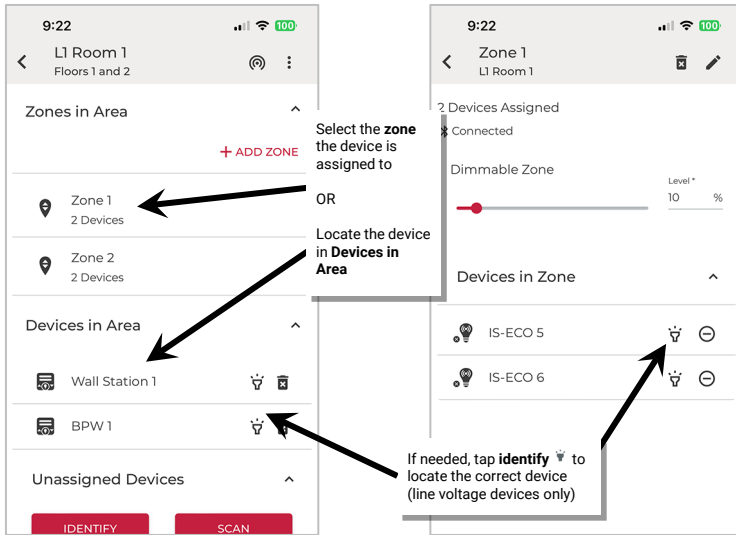 9:22
100
L1 Room 1
Floors 1 and 2
Zones in Area
+ ADD ZONE
Zone 1
2 Devices
Zone 2
2 Devices
Devices in Area
Wall Station 1
BPW 1
Unassigned Devices
IDENTIFY
SCAN
Select the zone
the device is
assigned to
OR
Locate the device
in Devices in
Area
9:22
100
Zone 1
L1 Room 1
2 Devices Assigned
Connected
Dimmable Zone
Level *
10 %
Devices in Zone
IS-ECO 5
IS-ECO 6
If needed, tap identify to
locate the correct device
(line voltage devices only)